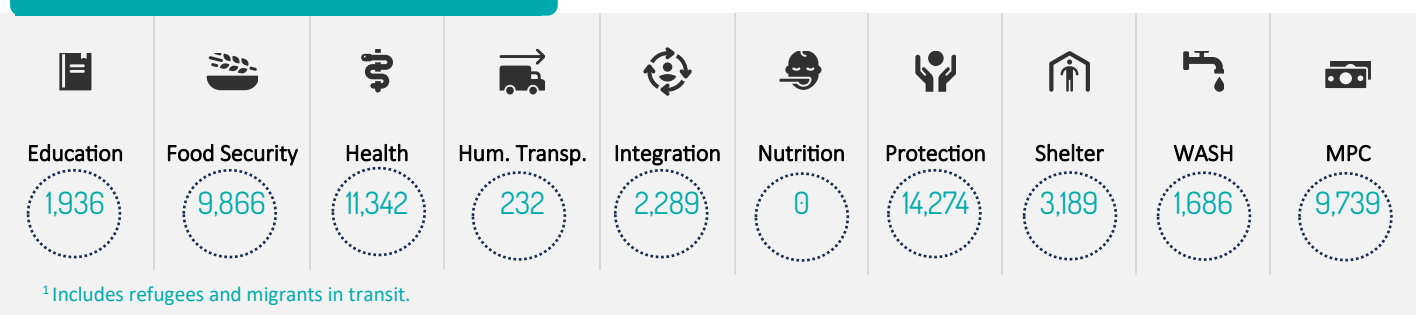 Education Food Security Health Hum. Transp. Integration Nutrition Protection Shelter WASH MPC
1,936 9,866 11,342 232 2,289 0 14,274 3,189 1,686 9,739
1 Includes refugees and migrants in transit.